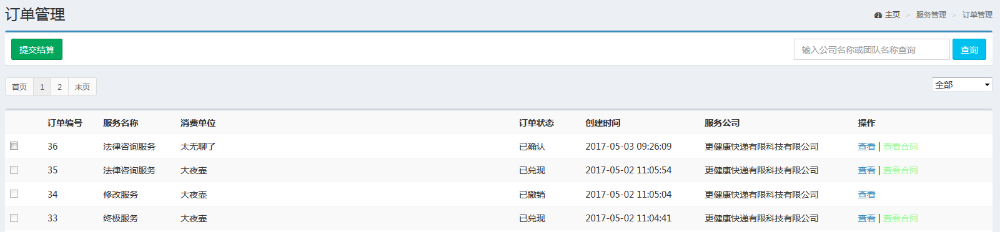 订单管理
主页 > 服务管理 > 订单管理
提交结算
输入公司名称或团队名称查询 查询
首页 1 2 末页
全部
订单编号 服务名称 消费单位 订单状态 创建时间 服务公司 操作
36 法律咨询服务 太无聊了 已确认 2017-05-03 09:26:09 更健康快递有限科技有限公司 查看 | 查看合同
35 法律咨询服务 大夜壶 已兑现 2017-05-02 11:05:54 更健康快递有限科技有限公司 查看 | 查看合同
34 修改服务 大夜壶 已撤销 2017-05-02 11:05:04 更健康快递有限科技有限公司 查看
33 终极服务 大夜壶 已兑现 2017-05-02 11:04:41 更健康快递有限科技有限公司 查看 | 查看合同